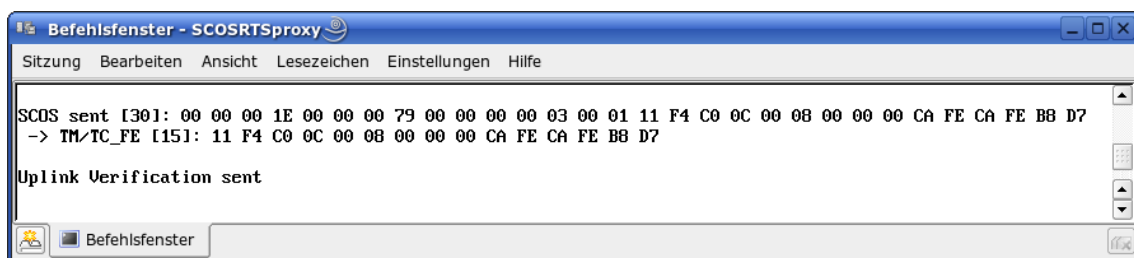 Befehlsfenster - SCOSRTSproxy
Sitzung Bearbeiten Ansicht Lesezeichen Einstellungen Hilfe
SCOS sent [30]: 00 00 00 1E 00 00 00 79 00 00 00 00 03 00 01 11 F4 C0 0C 00 08 00 00 00 CA FE CA FE B8 D7
-> TM/TC_FE [15]: 11 F4 C0 0C 00 08 00 00 00 CA FE CA FE B8 D7
Uplink Verification sent
Befehlsfenster